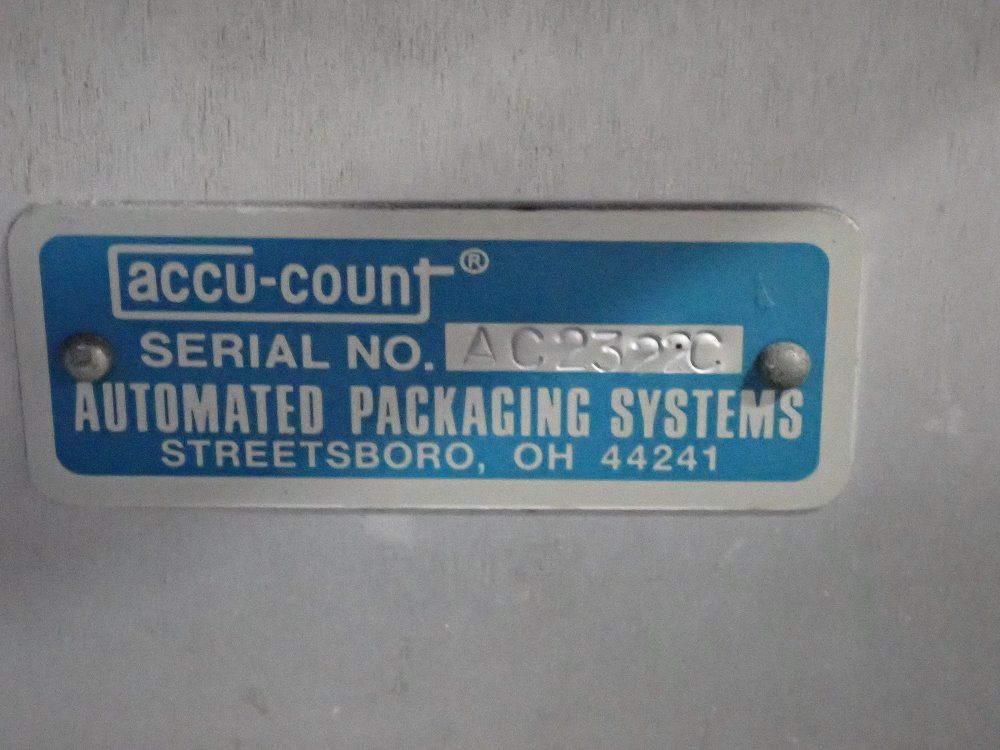 accu-count®
SERIAL NO. AC2322C
AUTOMATED PACKAGING SYSTEMS
STREETSBORO, OH 44241